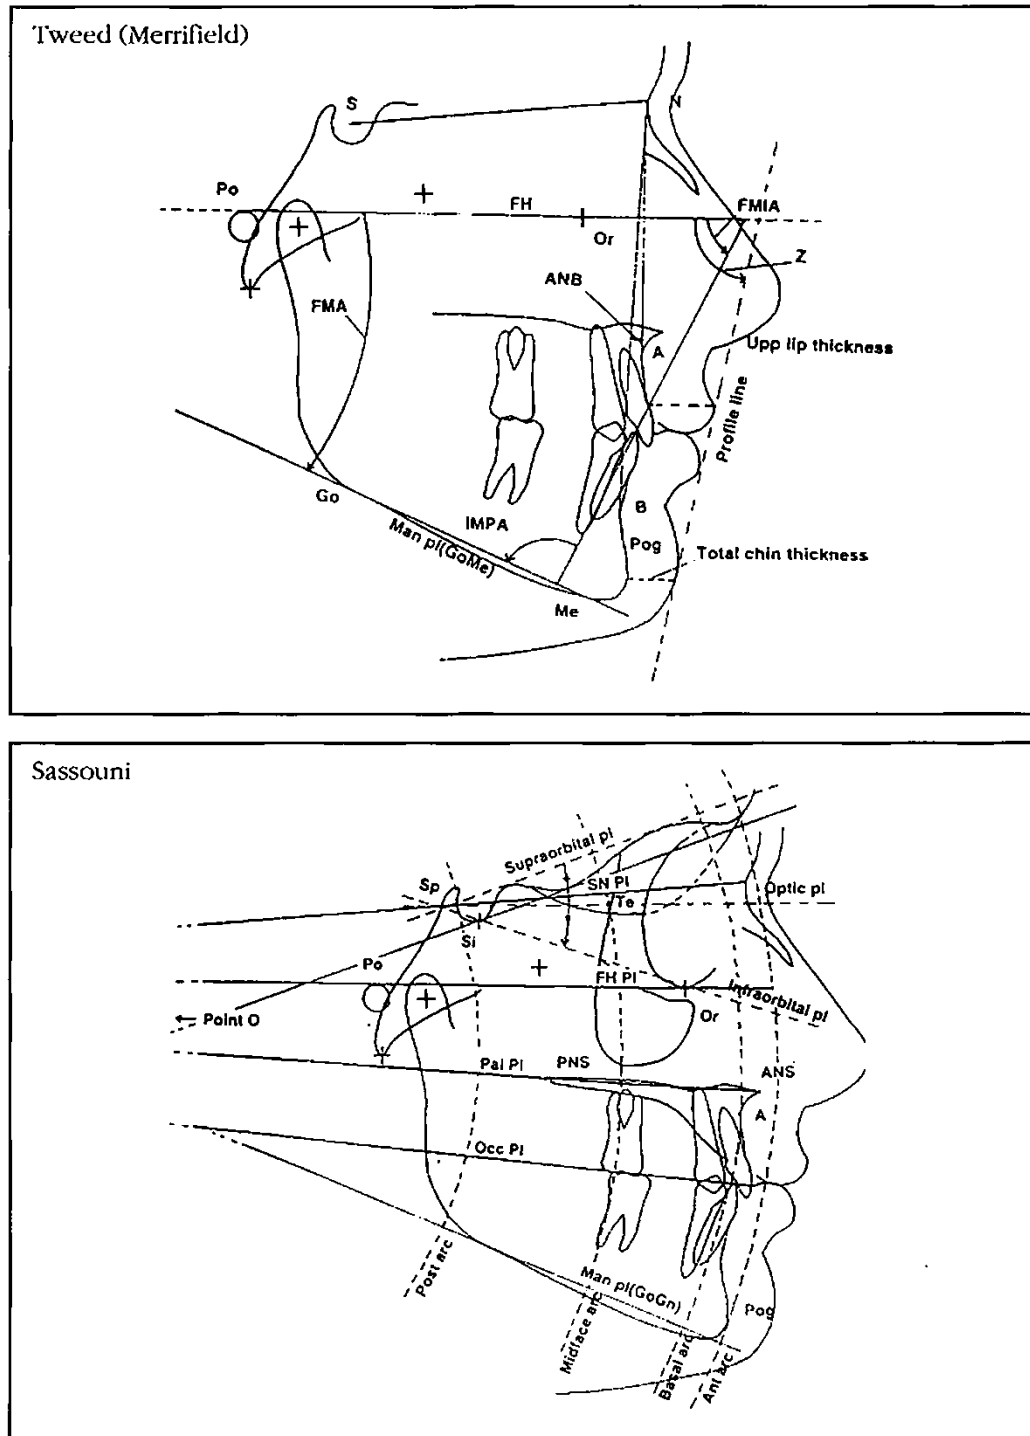 Tweed (Merrifield)
S
N
Po
FH
FMIA
Or
Z
ANB
FMA
A
Upp lip thickness
Profile line
Go
IMPA
B
Man pl(GoMe)
Pog
Total chin thickness
Me
Sassouni
Supraorbital pl
Sp
SN Pl
Optic pl
Te
Si
Po
FH Pl
Infraorbital pl
Or
Point O
Pal Pl
PNS
ANS
A
Occ Pl
Post arc
Man pl(GoGn)
Pog
Midface arc
Basal arc
Ant arc